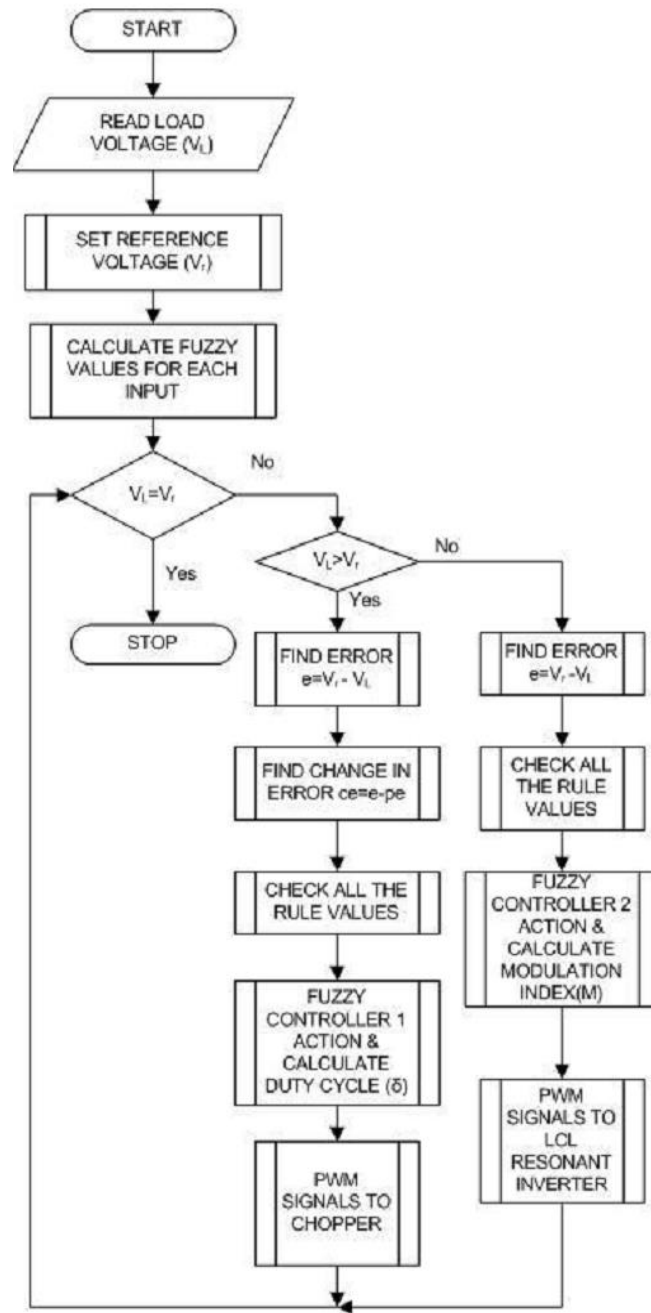 START
READ LOAD
VOLTAGE (VL)
SET REFERENCE
VOLTAGE (Vr)
CALCULATE FUZZY
VALUES FOR EACH
INPUT
VL=Vr
No
Yes
STOP
VL>Vr
No
Yes
FIND ERROR
e=Vr - VL
FIND CHANGE IN
ERROR ce=e-pe
CHECK ALL THE
RULE VALUES
FUZZY
CONTROLLER 1
ACTION &
CALCULATE
DUTY CYCLE (δ)
PWM
SIGNALS TO
CHOPPER
FIND ERROR
e=Vr -VL
CHECK ALL
THE RULE
VALUES
FUZZY
CONTROLLER 2
ACTION &
CALCULATE
MODULATION
INDEX(M)
PWM
SIGNALS TO
LCL
RESONANT
INVERTER